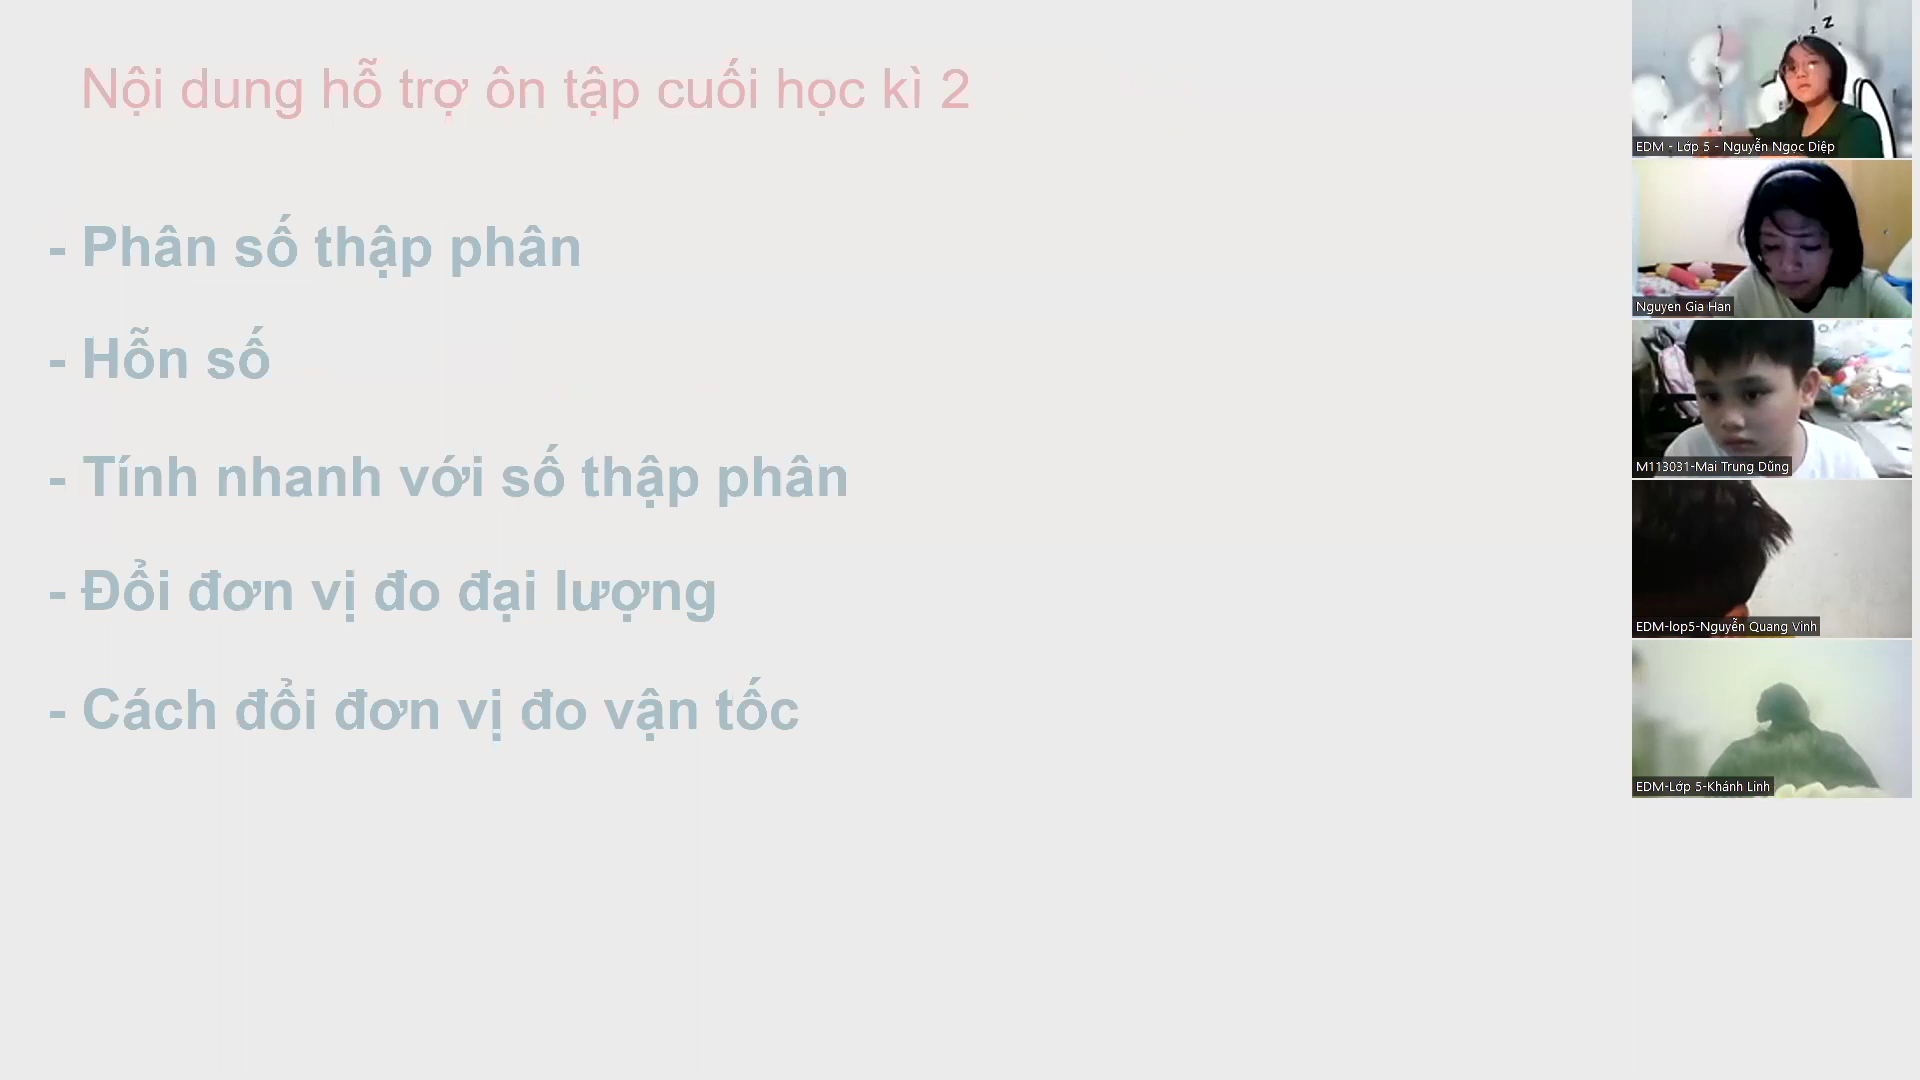 Nội dung hỗ trợ ôn tập cuối học kì 2
- Phân số thập phân
- Hỗn số
- Tính nhanh với số thập phân
- Đổi đơn vị đo đại lượng
- Cách đổi đơn vị đo vận tốc
z z
EDM - Lớp 5 - Nguyễn Ngọc Diệp
Nguyen Gia Han
M113031-Mai Trung Dũng
EDM-lop5-Nguyễn Quang Vinh
EDM-Lớp 5-Khánh Linh